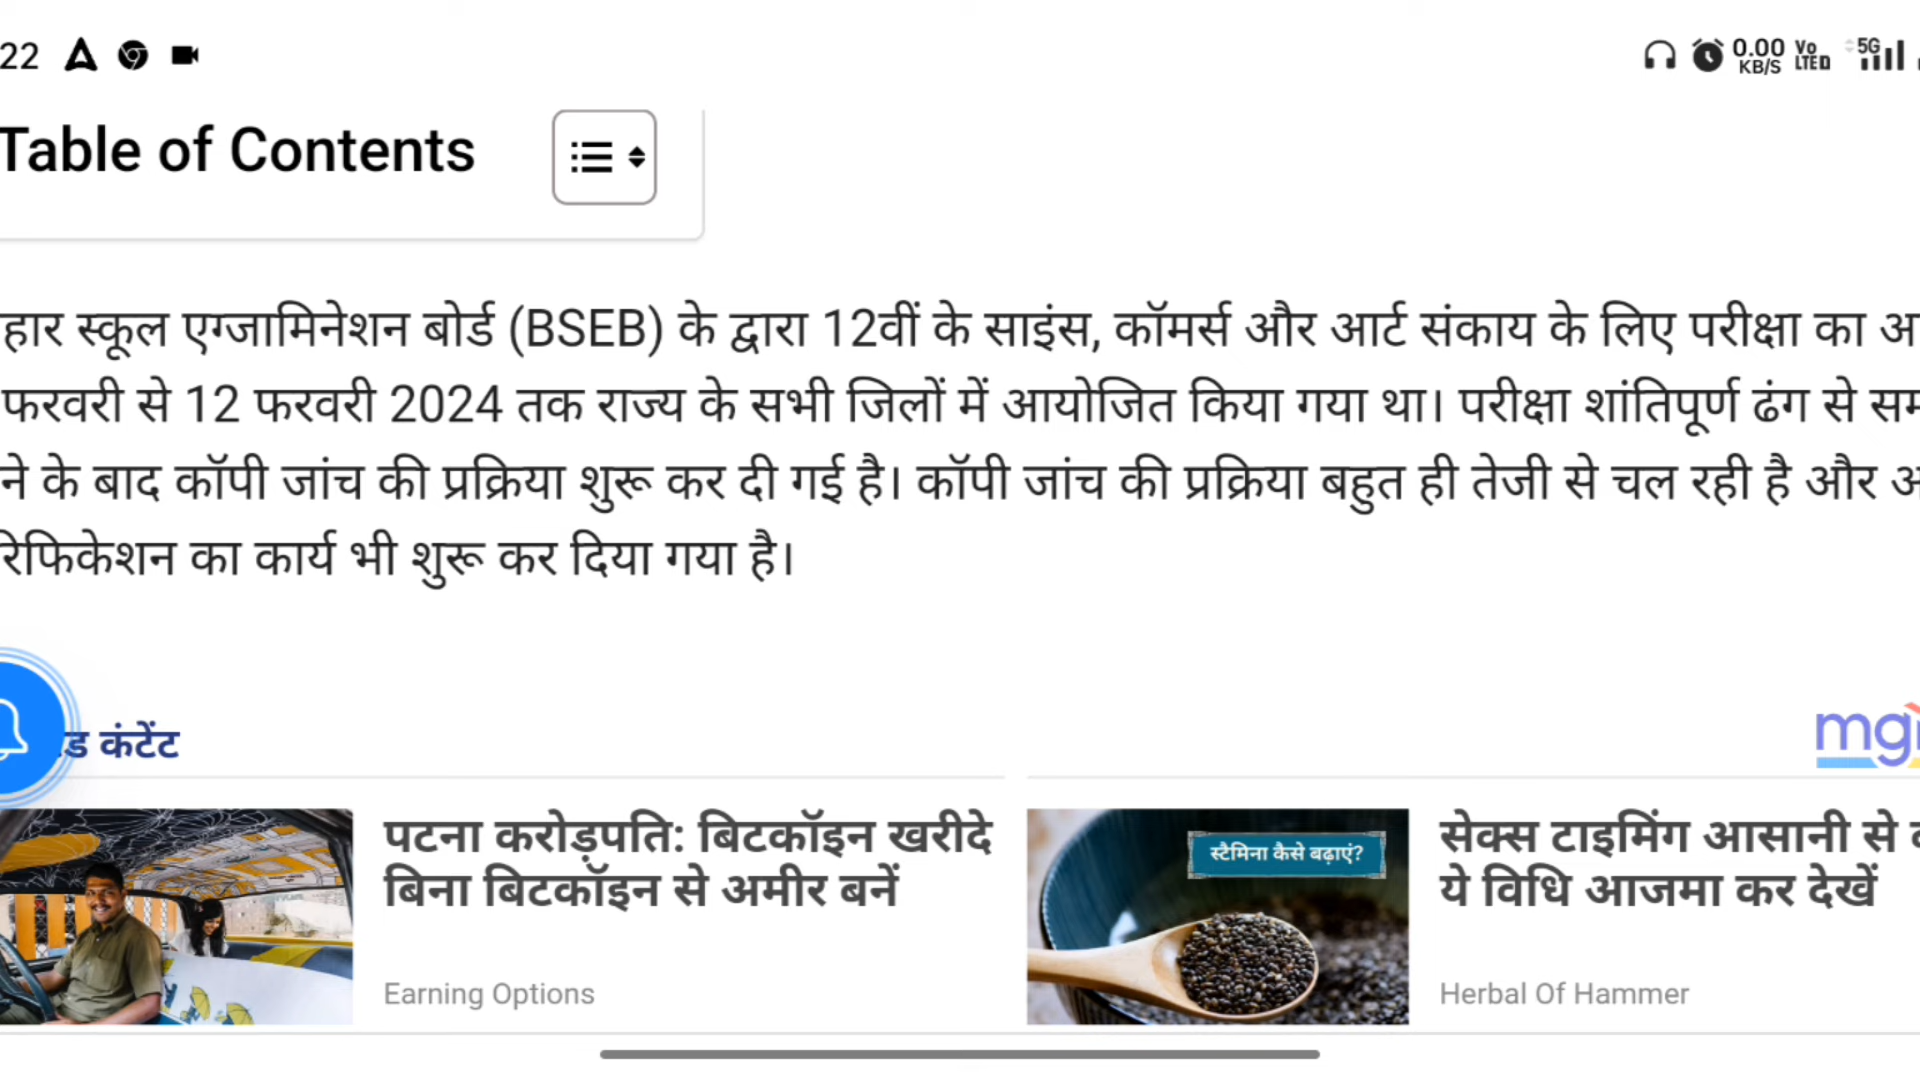 22 0.00 KB/S Vo LTE 5G
Table of Contents
हार स्कूल एग्जामिनेशन बोर्ड (BSEB) के द्वारा 12वीं के साइंस, कॉमर्स और आर्ट संकाय के लिए परीक्षा का
फरवरी से 12 फरवरी 2024 तक राज्य के सभी जिलों में आयोजित किया गया था। परीक्षा शांतिपूर्ण ढंग से
ने के बाद कॉपी जांच की प्रक्रिया शुरू कर दी गई है। कॉपी जांच की प्रक्रिया बहुत ही तेजी से चल रही है और
रिफिकेशन का कार्य भी शुरू कर दिया गया है।
ड कंटेंट
mgi
पटना करोड़पति: बिटकॉइन खरीदे
बिना बिटकॉइन से अमीर बनें
Earning Options
स्टैमिना कैसे बढ़ाएं?
सेक्स टाइमिंग आसानी से
ये विधि आजमा कर देखें
Herbal Of Hammer